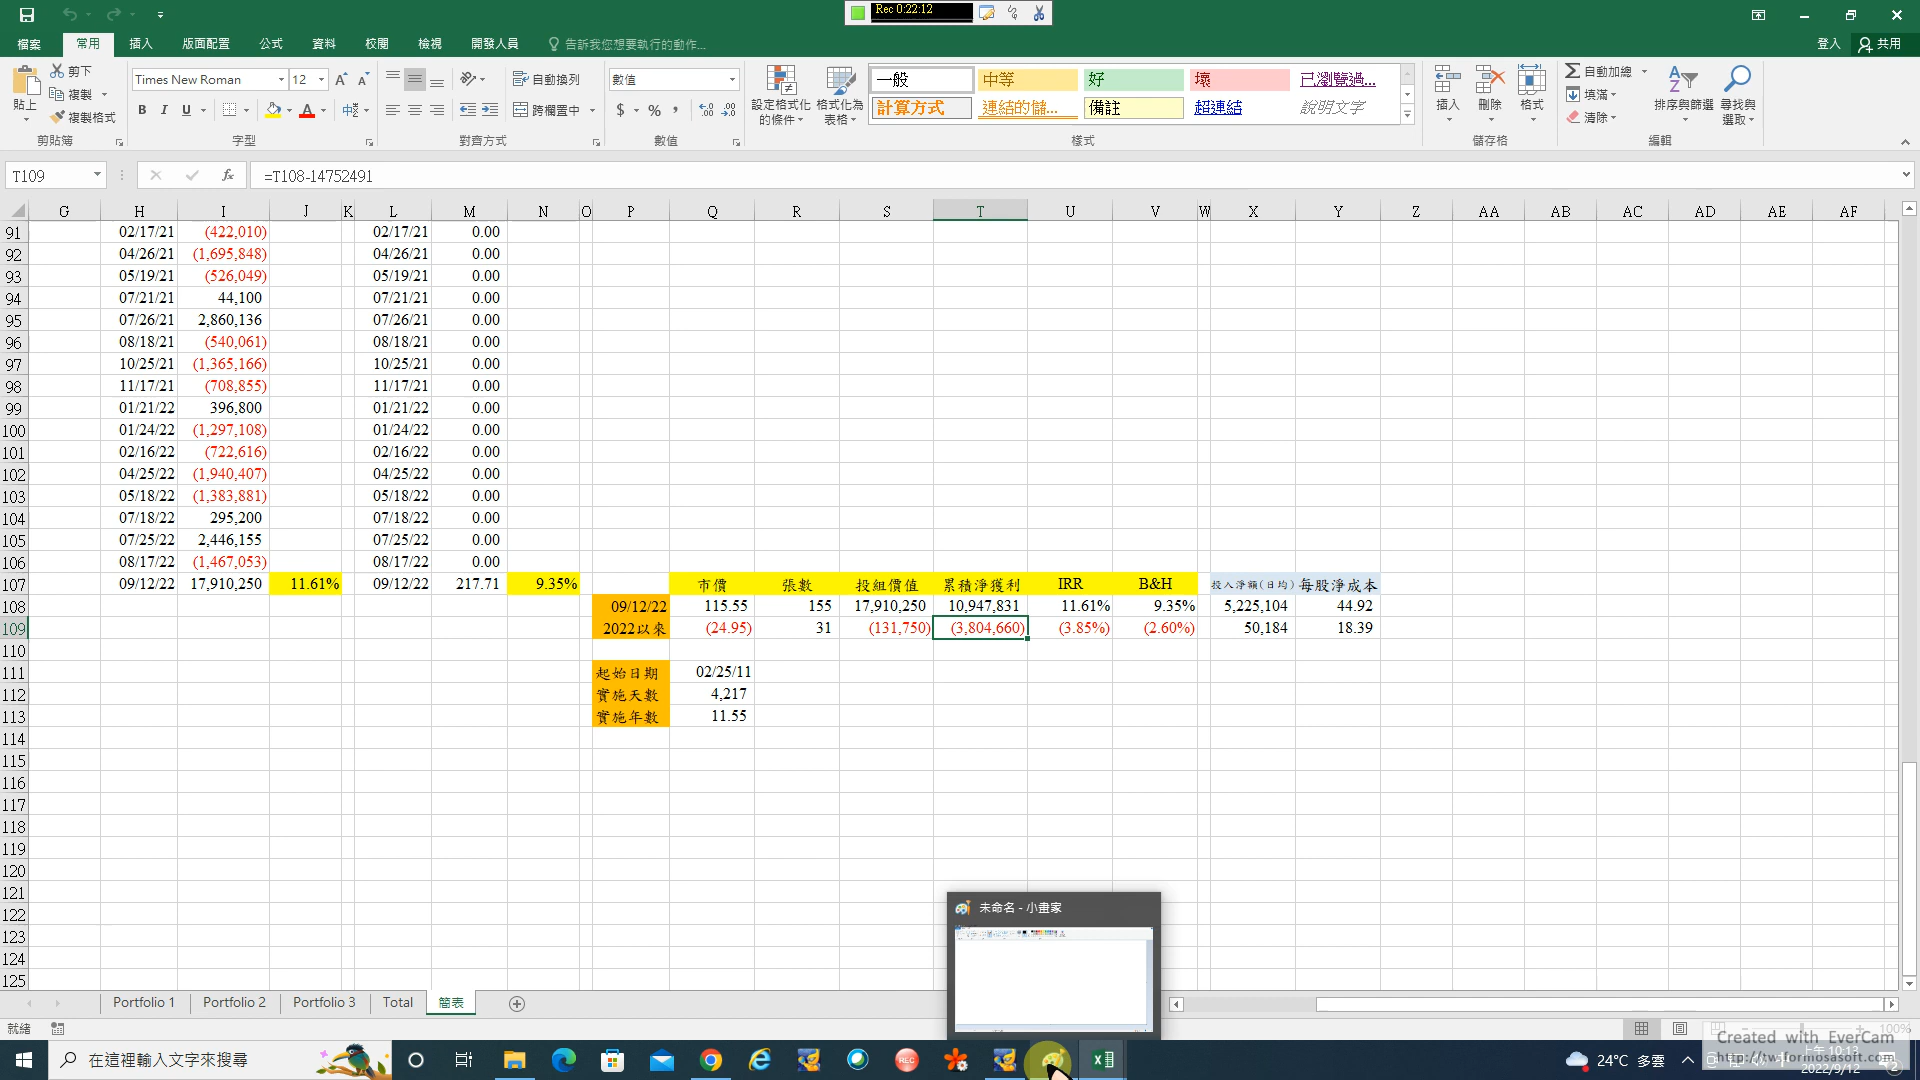 Rec 0:22:12
檔案 常用 插入 版面配置 公式 資料 校閱 檢視 開發人員 告訴我您想要執行的動作... 登入 共用
貼上 剪下 複製 複製格式 剪貼簿
Times New Roman 12 B I U 字型
自動換列 跨欄置中 對齊方式
數值 $ % , 數值
設定格式化的條件 格式化為表格
一般 中等 好 壞 已瀏覽過...
計算方式 連結的儲... 備註 超連結 說明文字
樣式
插入 刪除 格式 儲存格
自動加總 填滿 清除 排序與篩選 尋找與選取 編輯
T109 fx =T108-14752491
G H I J K L M N O P Q R S T U V W X Y Z AA AB AC AD AE AF
91 02/17/21 (422,010) 02/17/21 0.00
92 04/26/21 (1,695,848) 04/26/21 0.00
93 05/19/21 (526,049) 05/19/21 0.00
94 07/21/21 44,100 07/21/21 0.00
95 07/26/21 2,860,136 07/26/21 0.00
96 08/18/21 (540,061) 08/18/21 0.00
97 10/25/21 (1,365,166) 10/25/21 0.00
98 11/17/21 (708,855) 11/17/21 0.00
99 01/21/22 396,800 01/21/22 0.00
100 01/24/22 (1,297,108) 01/24/22 0.00
101 02/16/22 (722,616) 02/16/22 0.00
102 04/25/22 (1,940,407) 04/25/22 0.00
103 05/18/22 (1,383,881) 05/18/22 0.00
104 07/18/22 295,200 07/18/22 0.00
105 07/25/22 2,446,155 07/25/22 0.00
106 08/17/22 (1,467,053) 08/17/22 0.00
107 09/12/22 17,910,250 11.61% 09/12/22 217.71 9.35% 市價 張數 投組價值 累積淨獲利 IRR B&H 投入淨額(日均) 每股淨成本
108 09/12/22 115.55 155 17,910,250 10,947,831 11.61% 9.35% 5,225,104 44.92
109 2022以來 (24.95) 31 (131,750) (3,804,660) (3.85%) (2.60%) 50,184 18.39
110
111 起始日期 02/25/11
112 實施天數 4,217
113 實施年數 11.55
114
115
116
117
118
119
120
121
122
123
124
125
未命名 - 小畫家
Portfolio 1 Portfolio 2 Portfolio 3 Total 簡表
就緒 100%
在這裡輸入文字來搜尋
24°C 多雲
上午 10:13
2022/9/12
Created with EverCam
http://twformosasoft.com